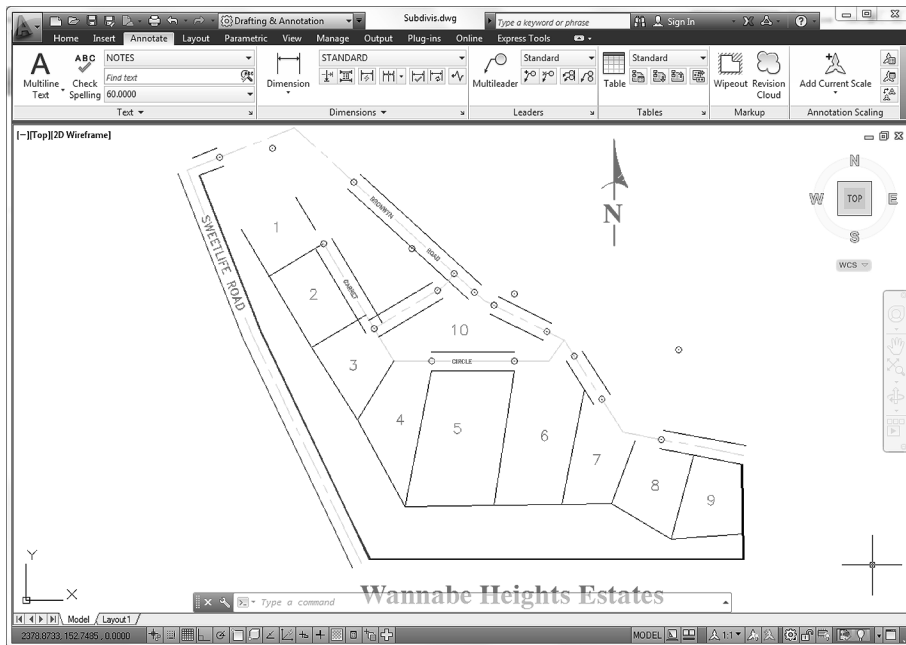 Drafting & Annotation
Subdivis.dwg
Type a keyword or phrase
Sign In
Home Insert Annotate Layout Parametric View Manage Output Plug-ins Online Express Tools
A
Multiline Text
ABC
Check Spelling
NOTES
Find text
60.0000
Text
STANDARD
Dimension
Dimensions
Multileader
Standard
Leaders
Table
Standard
Tables
Wipeout
Revision Cloud
Markup
Add Current Scale
Annotation Scaling
[−][Top][2D Wireframe]
N
W TOP E
S
WCS
N
SWEETLIFE ROAD
BRONWYN ROAD
CABNET
CIRCLE
1
2
3
4
5
6
7
8
9
10
Y
X
Type a command
Wannabe Heights Estates
Model Layout1
2378.8733, 152.7485, 0.0000
MODEL
1:1